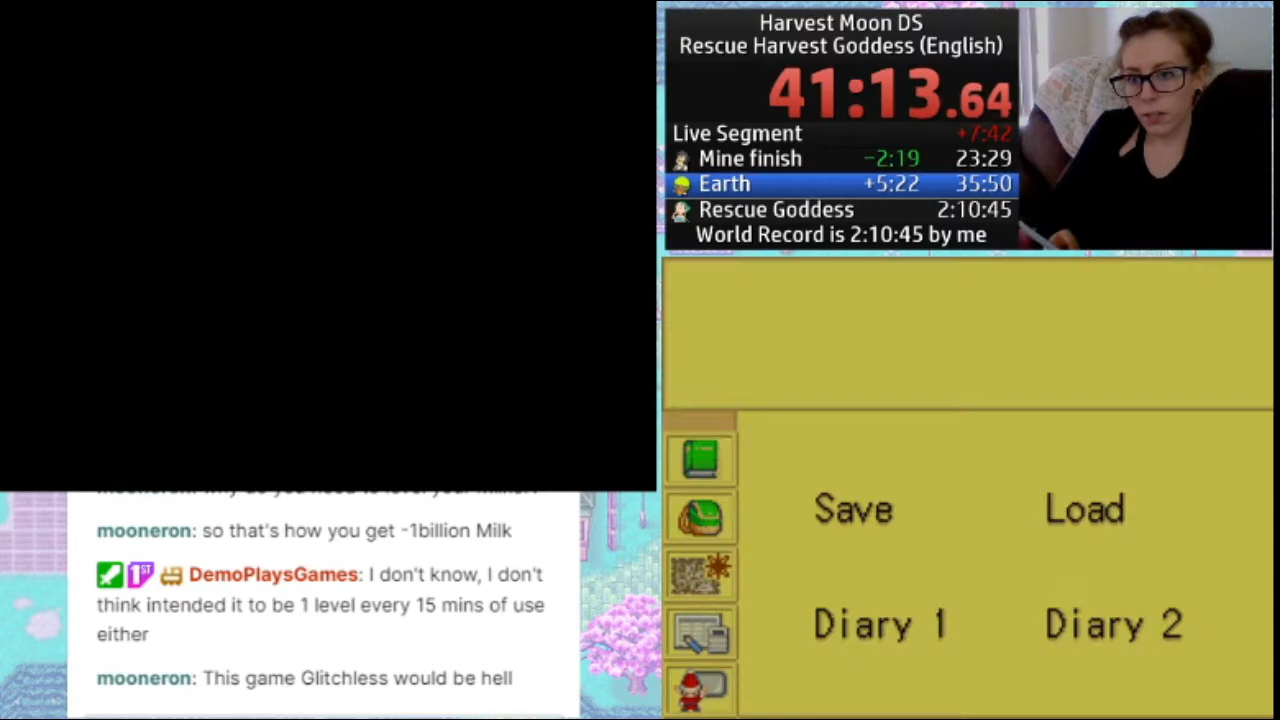 Harvest Moon DS
Rescue Harvest Goddess (English)
41:13.64
Live Segment +7:42
Mine finish -2:19 23:29
Earth +5:22 35:50
Rescue Goddess 2:10:45
World Record is 2:10:45 by me
Save Load
Diary 1 Diary 2
mooneron: so that's how you get -1billion Milk
1ST DemoPlaysGames: I don't know, I don't
think intended it to be 1 level every 15 mins of use
either
mooneron: This game Glitchless would be hell